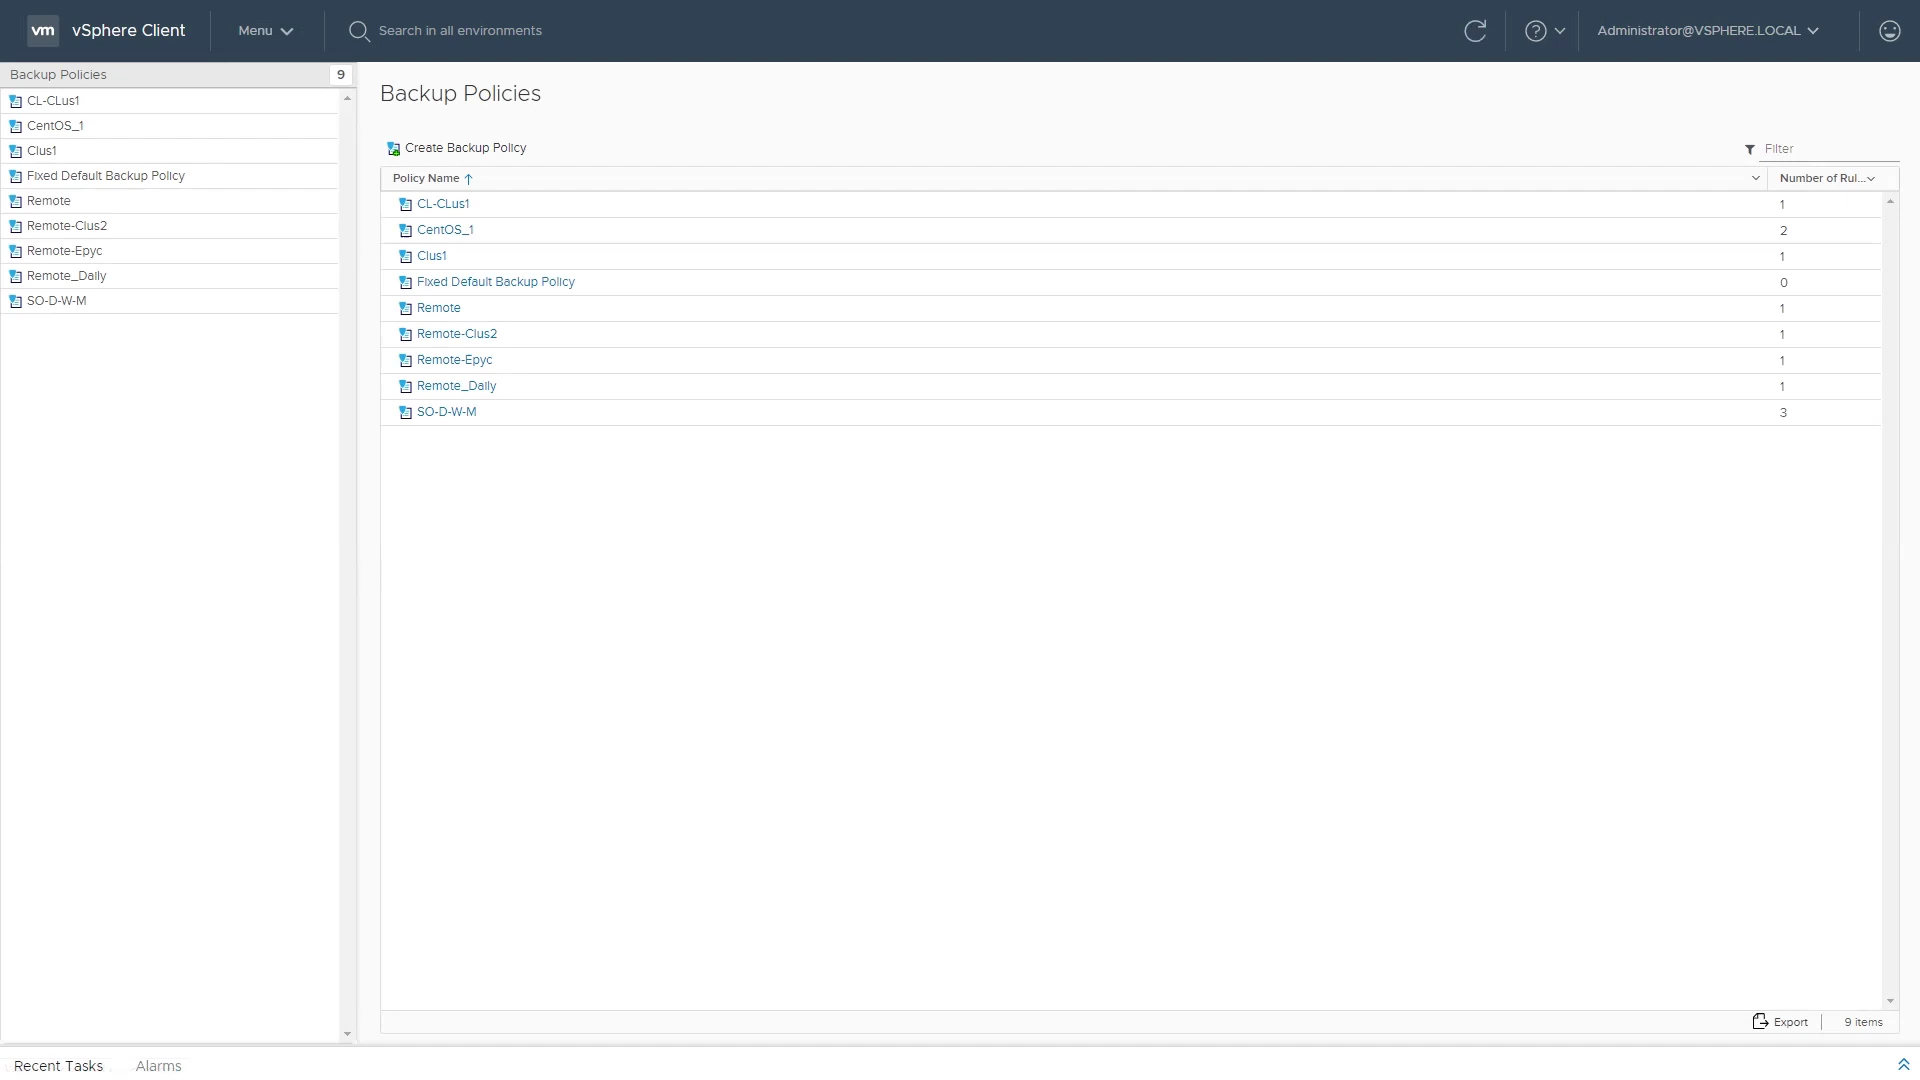 vm vSphere Client Menu Search in all environments ? Administrator@VSPHERE.LOCAL
Backup Policies 9
CL-CLus1
CentOS_1
Clus1
Fixed Default Backup Policy
Remote
Remote-Clus2
Remote-Epyc
Remote_Daily
SO-D-W-M
Backup Policies
Create Backup Policy Filter
Policy Name ↑ Number of Rul...
CL-CLus1 1
CentOS_1 2
Clus1 1
Fixed Default Backup Policy 0
Remote 1
Remote-Clus2 1
Remote-Epyc 1
Remote_Daily 1
SO-D-W-M 3
Export 9 items
Recent Tasks Alarms